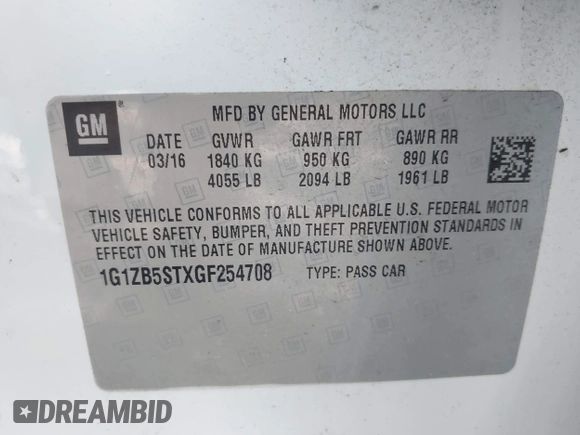 GM
MFD BY GENERAL MOTORS LLC
DATE GVWR GAWR FRT GAWR RR
03/16 1840 KG 950 KG 890 KG
4055 LB 2094 LB 1961 LB
THIS VEHICLE CONFORMS TO ALL APPLICABLE U.S. FEDERAL MOTOR
VEHICLE SAFETY, BUMPER, AND THEFT PREVENTION STANDARDS IN
EFFECT ON THE DATE OF MANUFACTURE SHOWN ABOVE.
1G1ZB5STXGF254708 TYPE: PASS CAR
DREAMBID